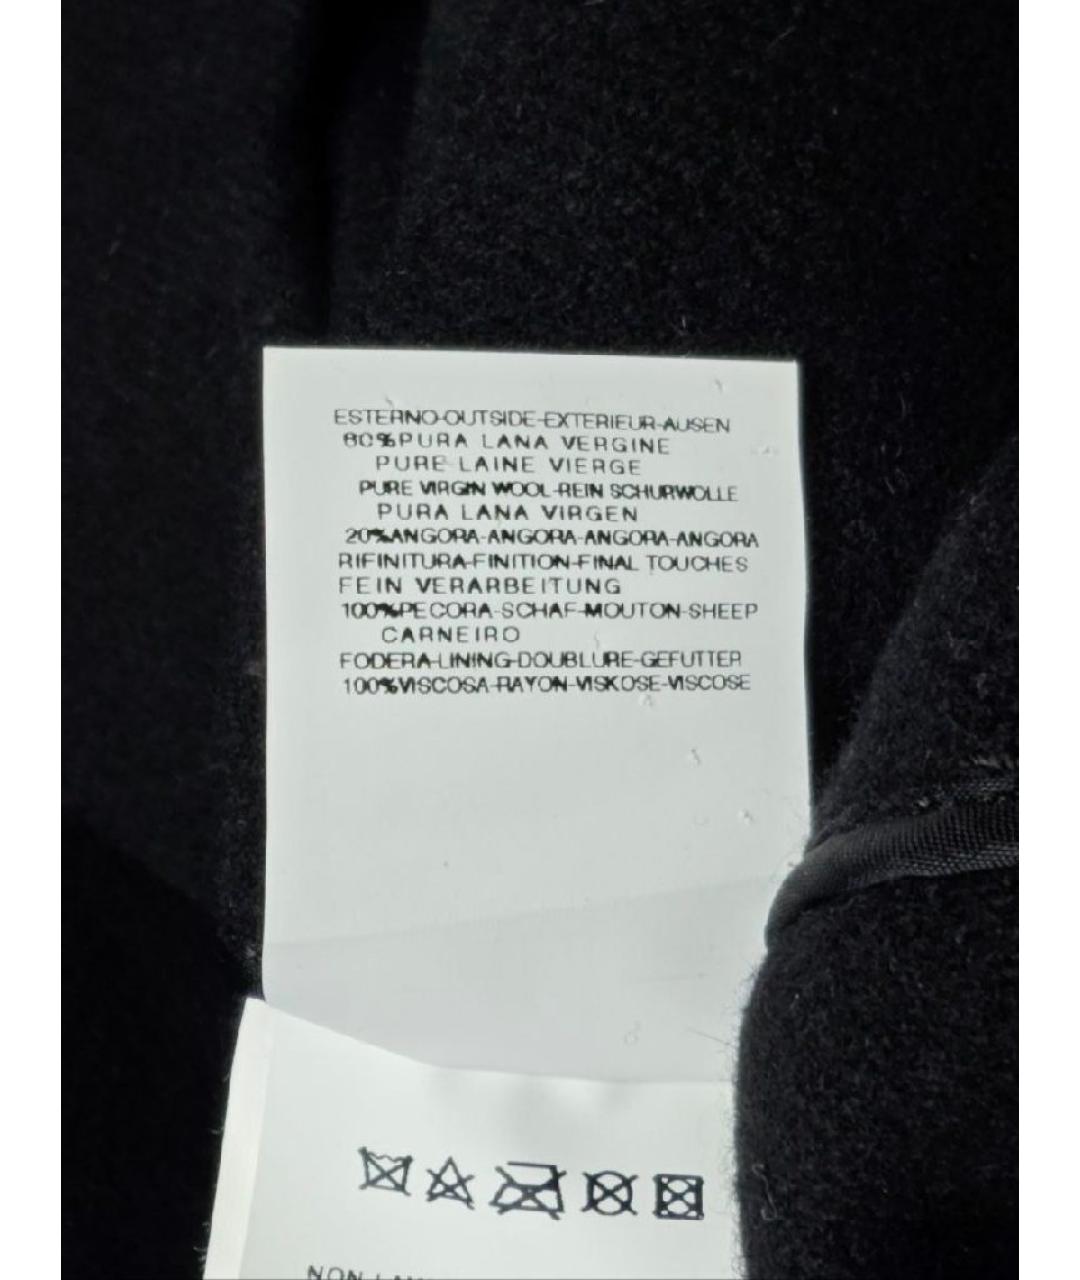 ESTERNO-OUTSIDE-EXTERIEUR-AUSEN
80%PURA LANA VERGINE
PURE LAINE VIERGE
PURE VIRGIN WOOL-REIN SCHURWOLLE
PURA LANA VIRGEN
20%ANGORA-ANGORA-ANGORA-ANGORA
RIFINITURA-FINITION-FINAL TOUCHES
FEIN VERARBEITUNG
100%PECORA-SCHAF-MOUTON-SHEEP
CARNEIRO
FODERA-LINING-DOUBLURE-GEFUTTER
100%VISCOSA-RAYON-VISKOSE-VISCOSE
NON